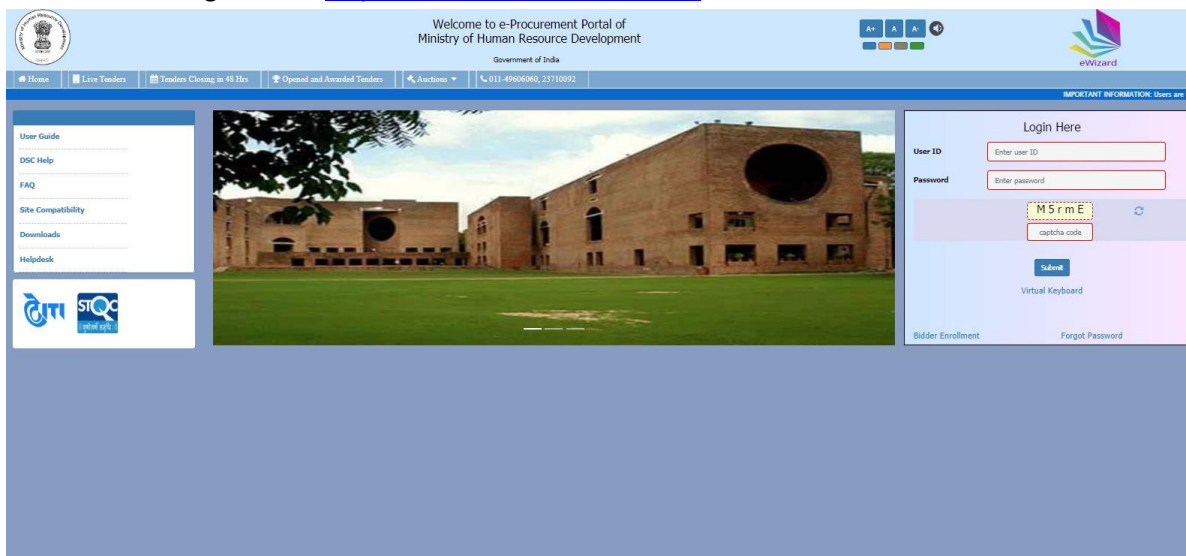 Welcome to e-Procurement Portal of
Ministry of Human Resource Development
Government of India
A+ A A-
eWizard
Home Live Tenders Tenders Closing in 48 Hrs Opened and Awarded Tenders Auctions 011-49606060, 23710092
IMPORTANT INFORMATION: Users are
User Guide
DSC Help
FAQ
Site Compatibility
Downloads
Helpdesk
ITI
STQC
Login Here
User ID Enter user ID
Password Enter password
M5rmE
captcha code
Submit
Virtual Keyboard
Bidder Enrollment Forgot Password